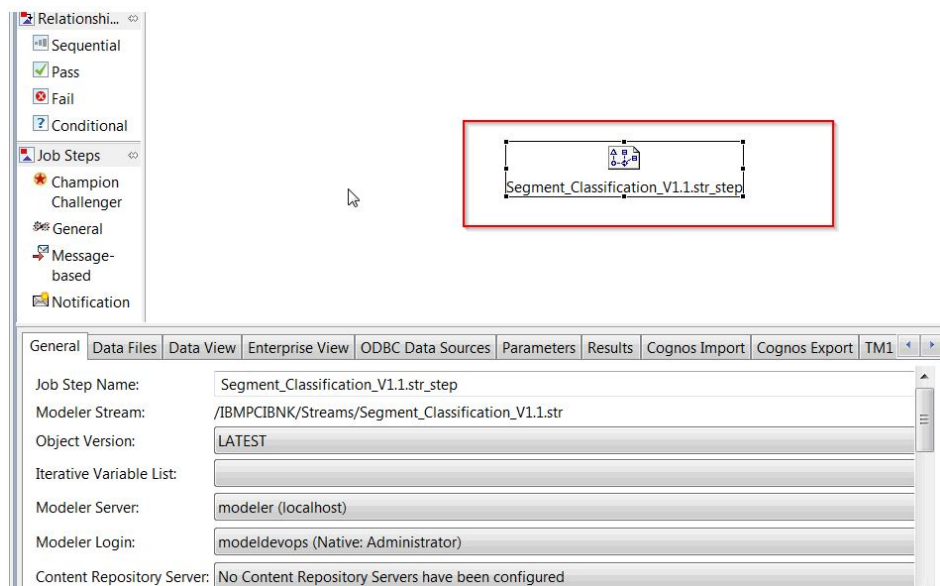 Relationshi...
Sequential
Pass
Fail
Conditional
Job Steps
Champion
Challenger
General
Message-
based
Notification
Segment_Classification_V1.1.str_step
General Data Files Data View Enterprise View ODBC Data Sources Parameters Results Cognos Import Cognos Export TM1
Job Step Name: Segment_Classification_V1.1.str_step
Modeler Stream: /IBMPCIBNK/Streams/Segment_Classification_V1.1.str
Object Version: LATEST
Iterative Variable List:
Modeler Server: modeler (localhost)
Modeler Login: modeldevops (Native: Administrator)
Content Repository Server: No Content Repository Servers have been configured